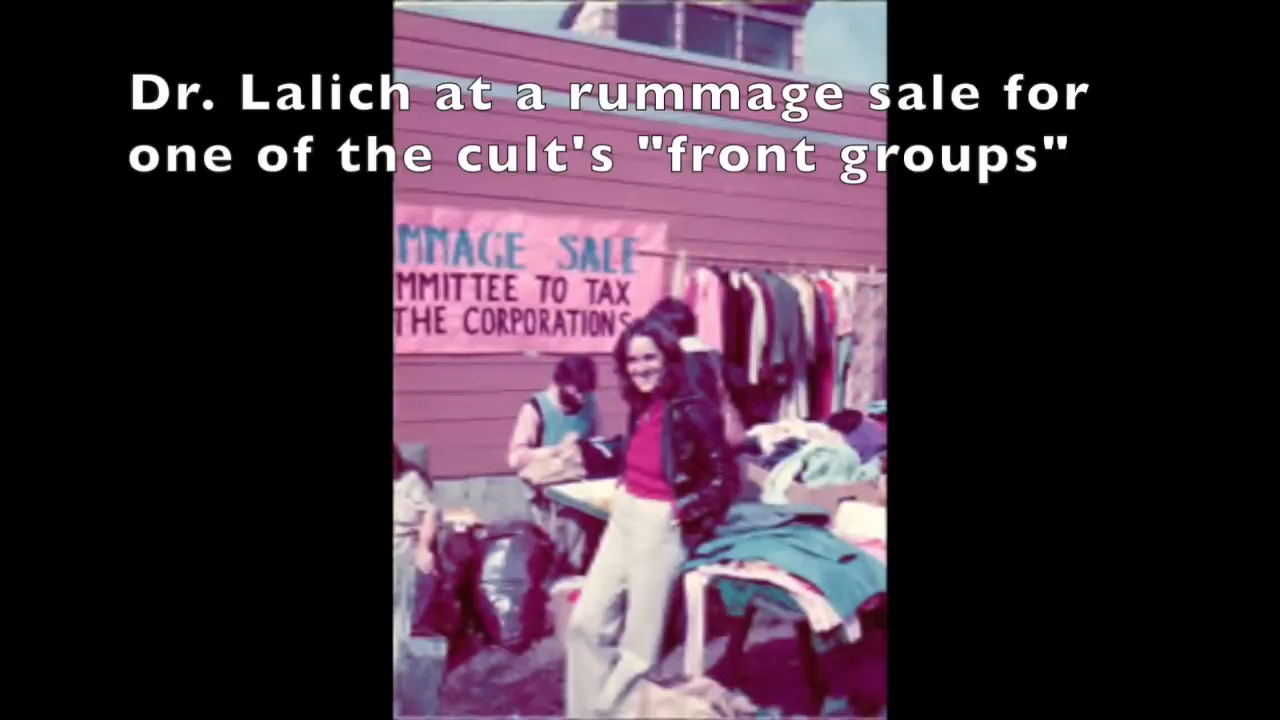 Dr. Lalich at a rummage sale for
one of the cult's "front groups"
MMAGE SALE
MMITTEE TO TAX
THE CORPORATIONS